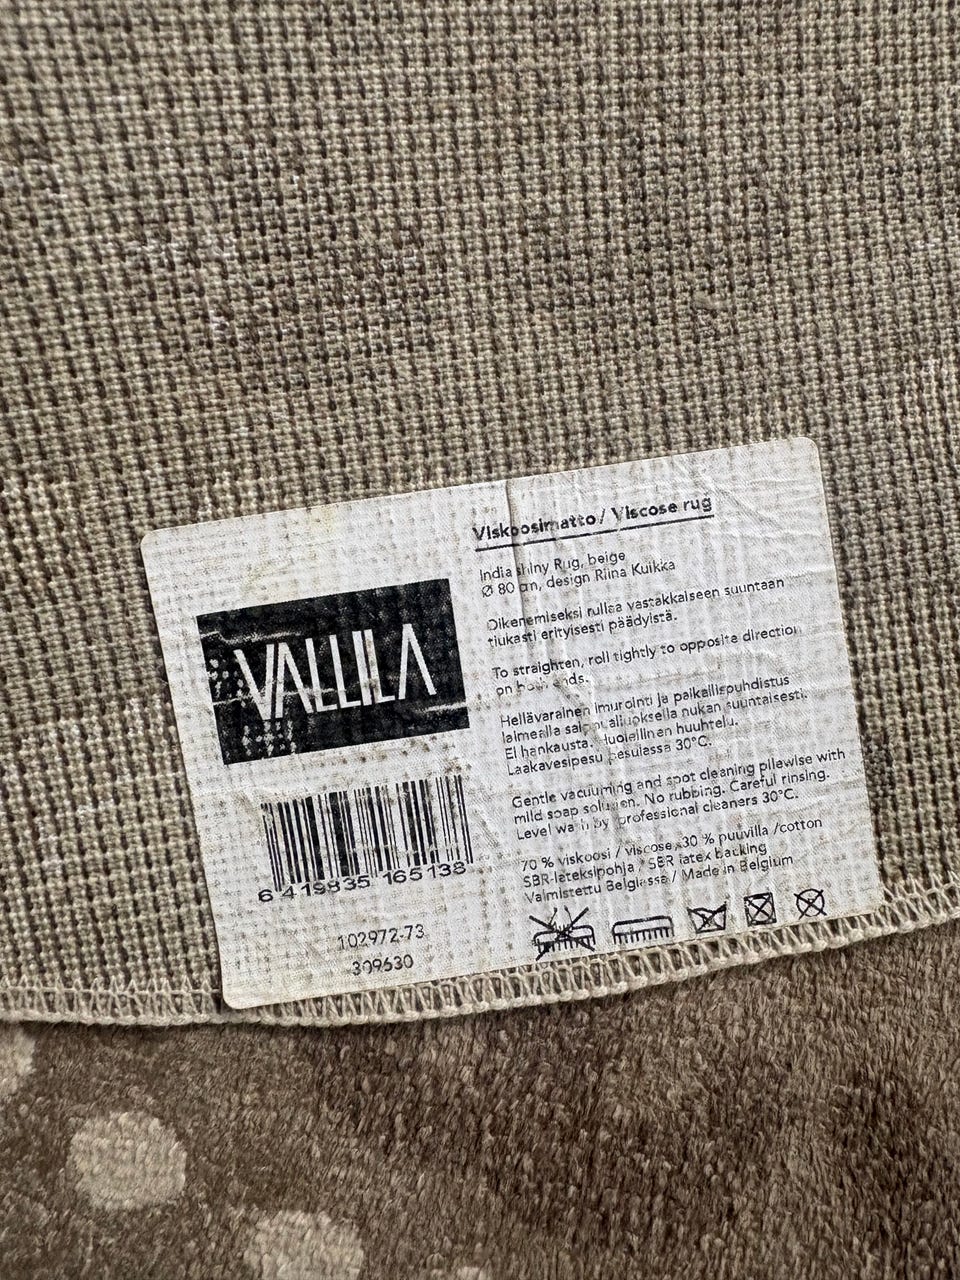 Viskoosimatto / Viscose rug
India shiny Rug, beige
Ø 80 cm, design Riina Kuikka
Oikenemiseksi rullaa vastakkaiseen suuntaan
tiukasti erityisesti päädyistä.
To straighten, roll tightly to opposite direction
on both ends.
VALLILA
Hellävarainen imurointi ja paikallispuhdistus
laimealla saippualiuoksella nukan suuntaisesti.
Ei hankausta. Huolellinen huuhtelu.
Laakavesipesu pesulassa 30°C.
Gentle vacuuming and spot cleaning pilewise with
mild soap solution. No rubbing. Careful rinsing.
Level wash by professional cleaners 30°C.
70 % viskoosi / viscose, 30 % puuvilla /cotton
SBR-lateksipohja / SBR latex backing
Valmistettu Belgiassa / Made in Belgium
6 419835 165138
102972-73
309630